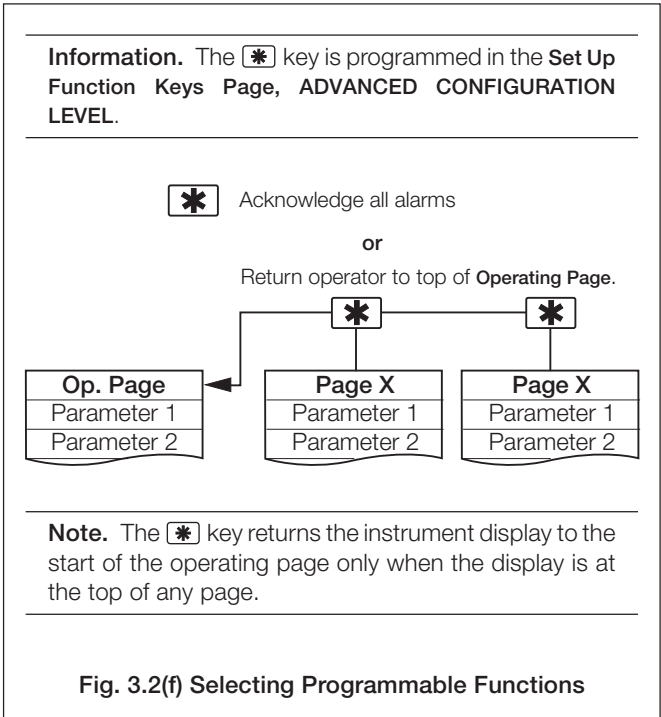 Information. The ✱ key is programmed in the Set Up
Function Keys Page, ADVANCED CONFIGURATION
LEVEL.
✱ Acknowledge all alarms
or
Return operator to top of Operating Page.
✱ ✱
Op. Page Page X Page X
Parameter 1 Parameter 1 Parameter 1
Parameter 2 Parameter 2 Parameter 2
Note. The ✱ key returns the instrument display to the
start of the operating page only when the display is at
the top of any page.
Fig. 3.2(f) Selecting Programmable Functions